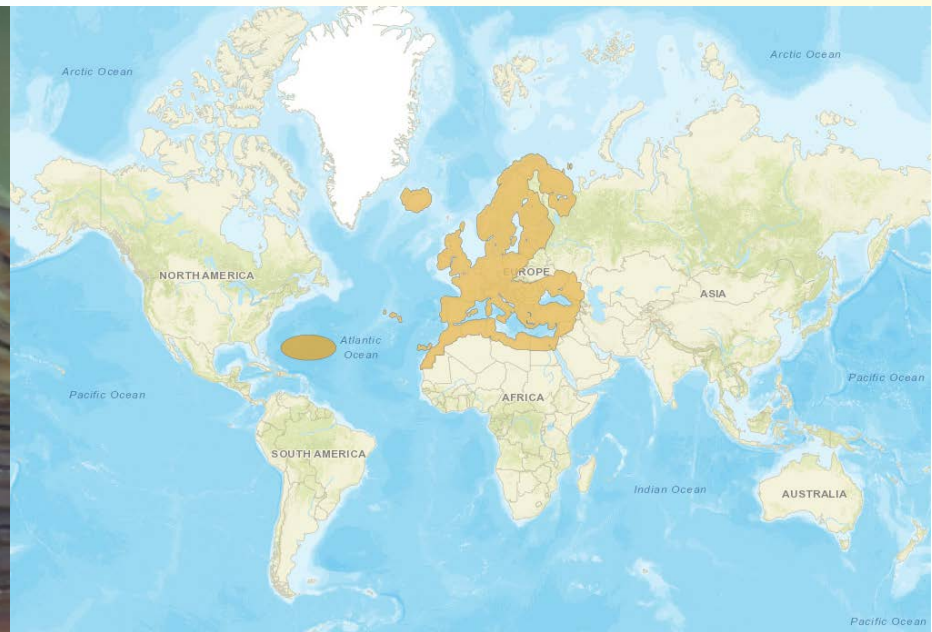 Arctic Ocean
Arctic Ocean
NORTH AMERICA
EUROPE
ASIA
Atlantic
Ocean
Pacific Ocean
Pacific Ocean
AFRICA
SOUTH AMERICA
Indian Ocean
AUSTRALIA
Pacific Ocean